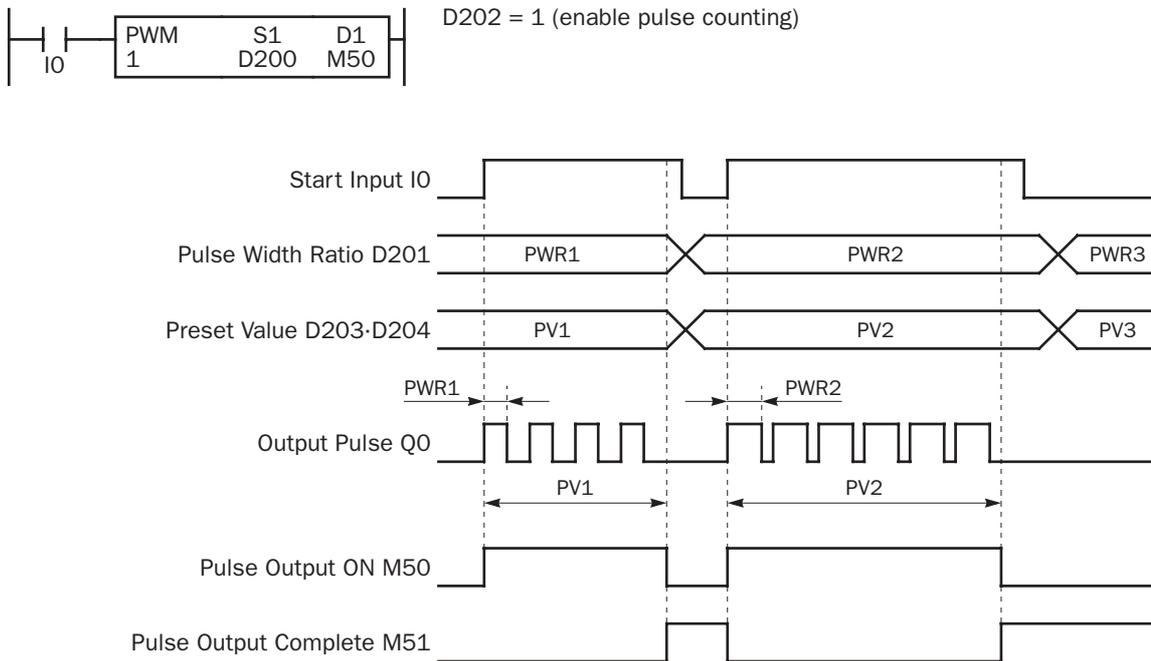 D202 = 1 (enable pulse counting)
PWM S1 D1
1 D200 M50
I0
Start Input I0
Pulse Width Ratio D201 PWR1 PWR2 PWR3
Preset Value D203·D204 PV1 PV2 PV3
PWR1 PWR2
Output Pulse Q0
PV1 PV2
Pulse Output ON M50
Pulse Output Complete M51